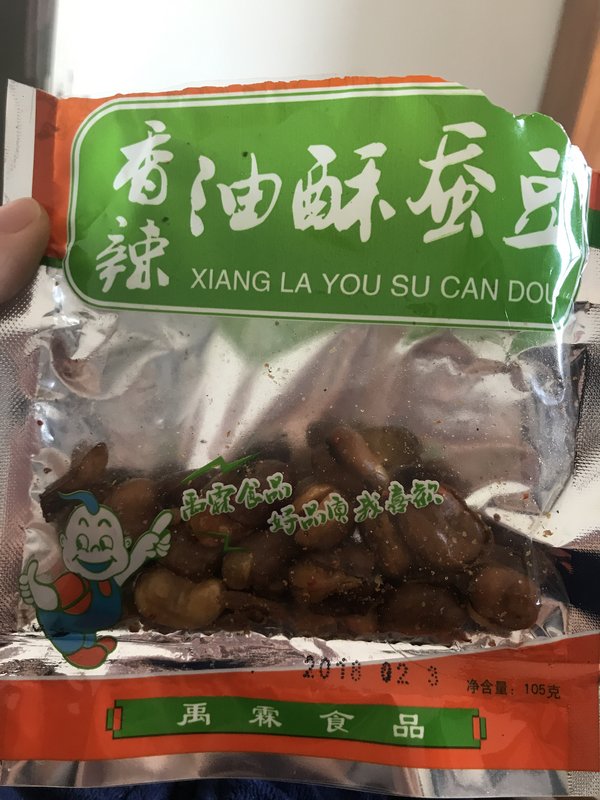 香辣
油酥蚕豆
XIANG LA YOU SU CAN DOU
禹霖食品
好品质我喜欢
2018 02 3
净含量：105克
禹霖食品